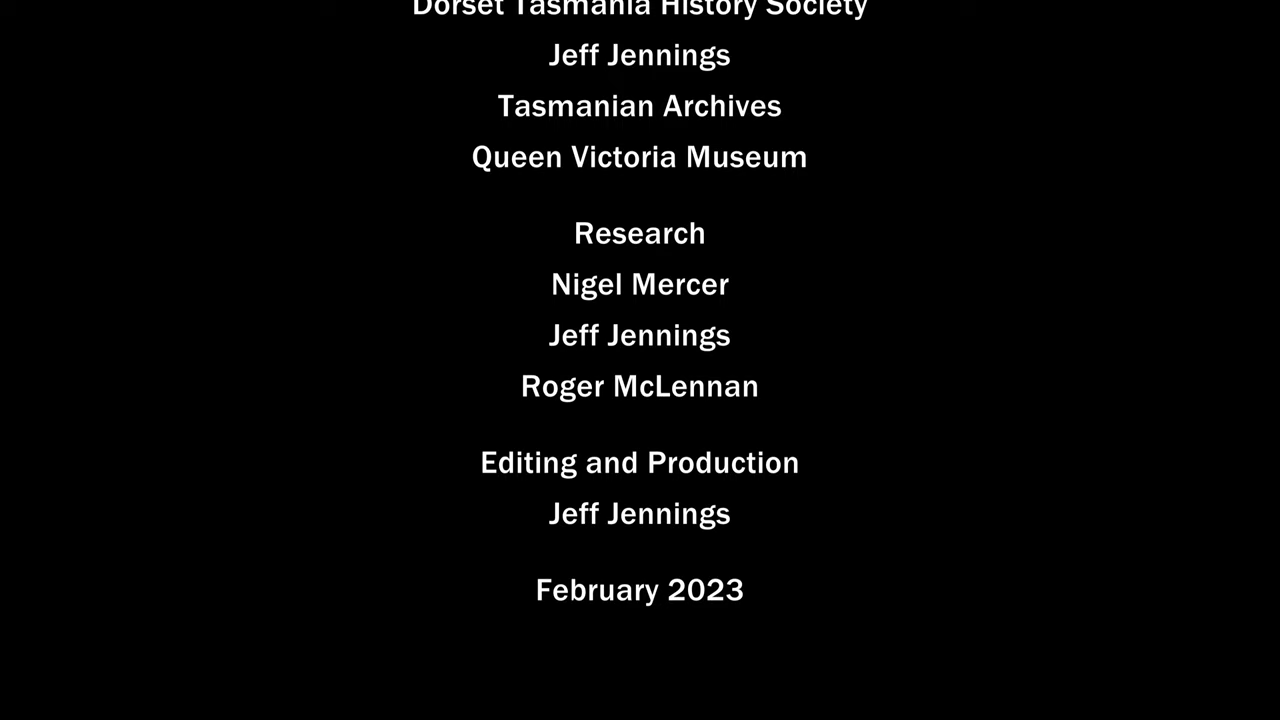 Dorset Tasmania History Society
Jeff Jennings
Tasmanian Archives
Queen Victoria Museum
Research
Nigel Mercer
Jeff Jennings
Roger McLennan
Editing and Production
Jeff Jennings
February 2023